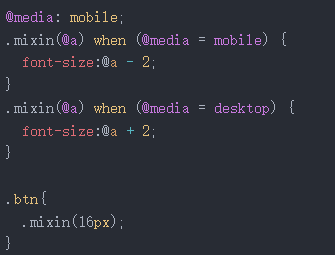 @media: mobile;
.mixin(@a) when (@media = mobile) {
  font-size:@a - 2;
}
.mixin(@a) when (@media = desktop) {
  font-size:@a + 2;
}

.btn{
  .mixin(16px);
}